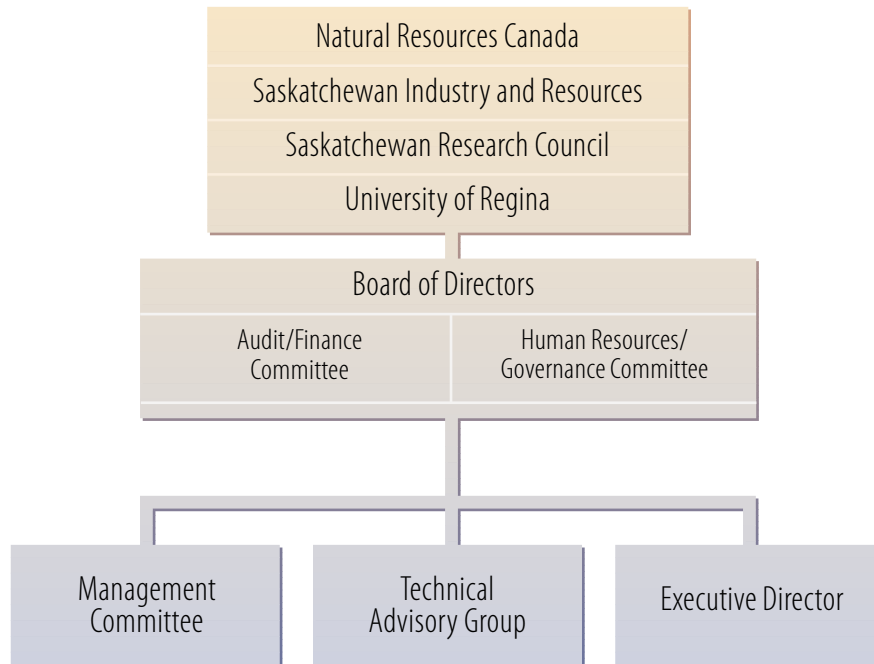 Natural Resources Canada
Saskatchewan Industry and Resources
Saskatchewan Research Council
University of Regina
Board of Directors
Audit/Finance
Committee
Human Resources/
Governance Committee
Management
Committee
Technical
Advisory Group
Executive Director